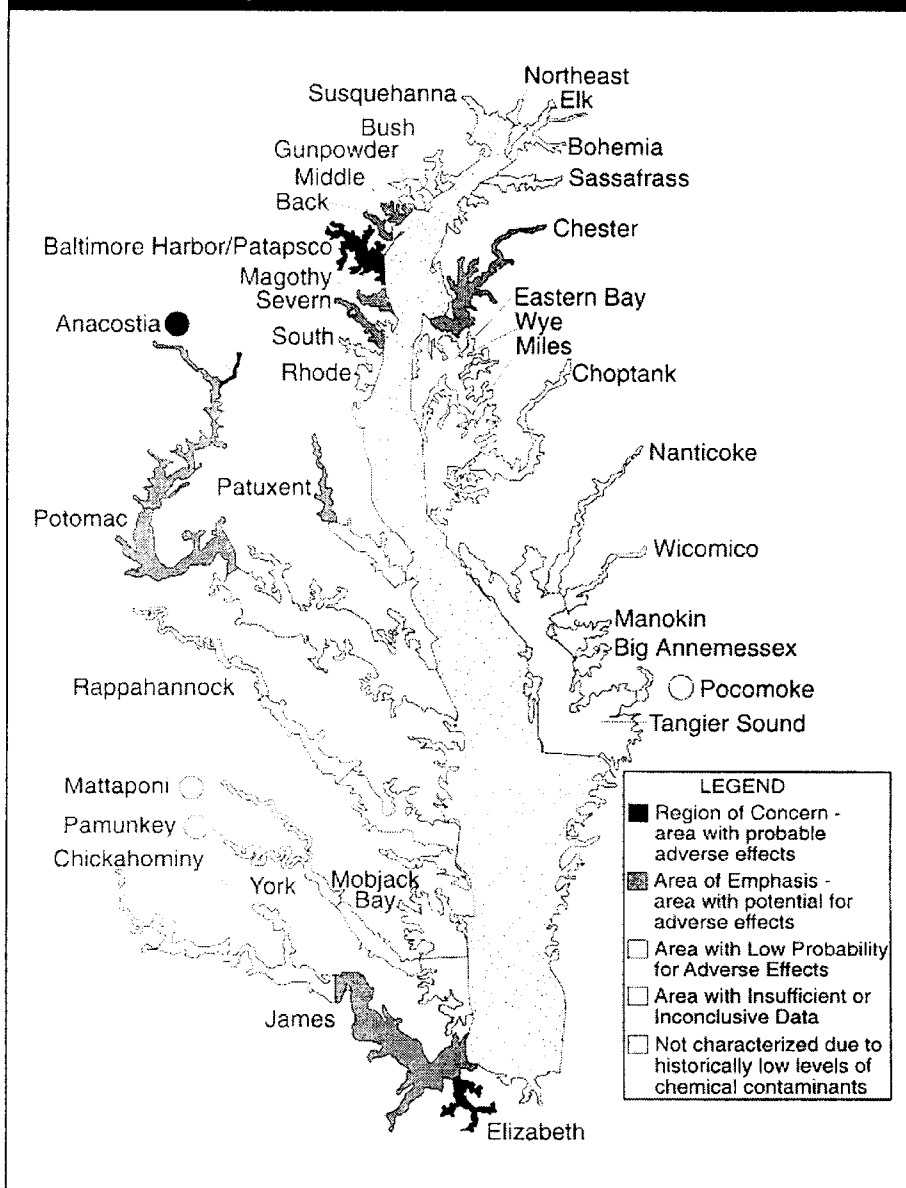 Northeast
Susquehanna
Elk
Bush
Gunpowder
Bohemia
Middle
Sassafrass
Back
Chester
Baltimore Harbor/Patapsco
Magothy
Eastern Bay
Severn
Wye
Anacostia
South
Miles
Rhode
Choptank
Nanticoke
Patuxent
Potomac
Wicomico
Manokin
Big Annemessex
Rappahannock
Pocomoke
Tangier Sound
Mattaponi
Pamunkey
Chickahominy
York
Mobjack
Bay
James
Elizabeth
LEGEND
Region of Concern -
area with probable
adverse effects
Area of Emphasis -
area with potential for
adverse effects
Area with Low Probability
for Adverse Effects
Area with Insufficient or
Inconclusive Data
Not characterized due to
historically low levels of
chemical contaminants